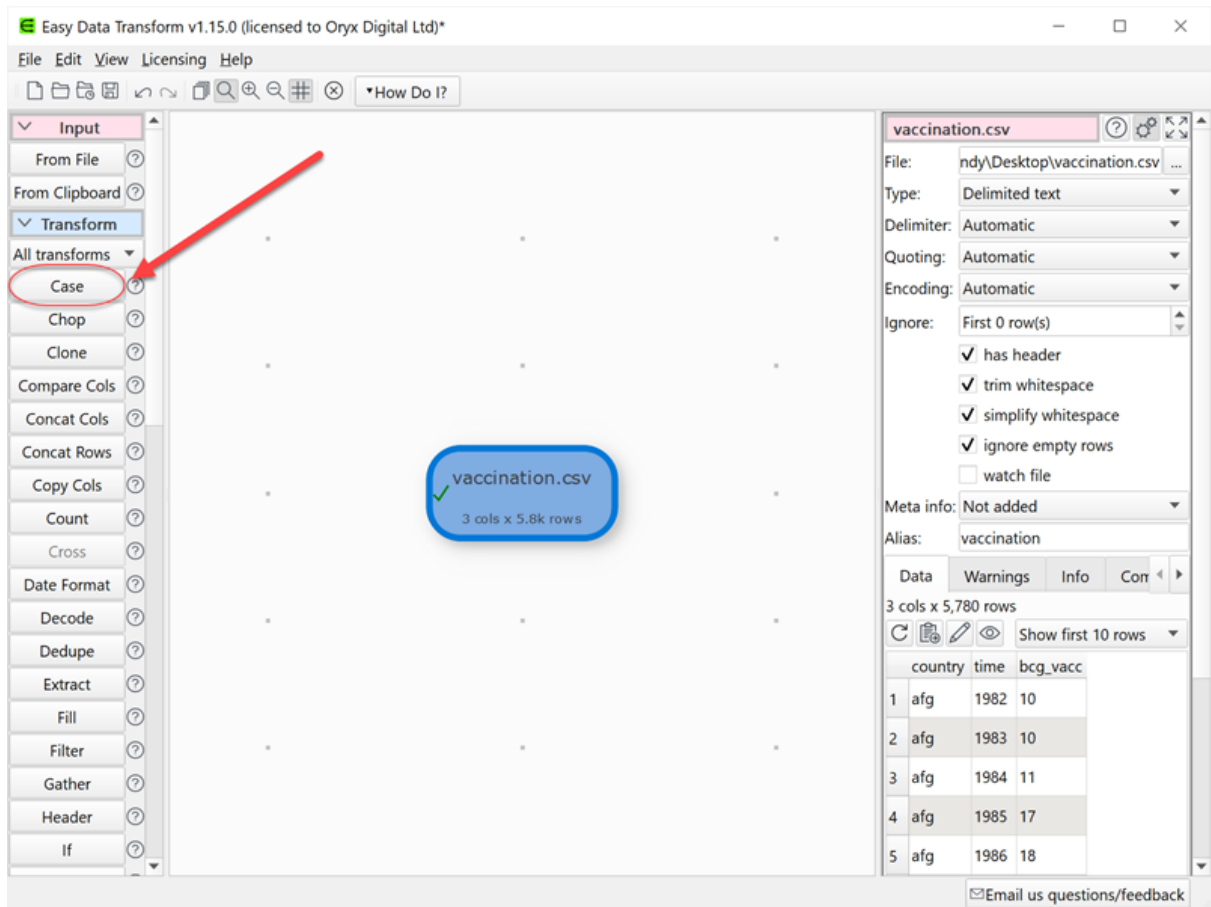 Easy Data Transform v1.15.0 (licensed to Oryx Digital Ltd)*
File Edit View Licensing Help
How Do I?
Input
From File
From Clipboard
Transform
All transforms
Case
Chop
Clone
Compare Cols
Concat Cols
Concat Rows
Copy Cols
Count
Cross
Date Format
Decode
Dedupe
Extract
Fill
Filter
Gather
Header
If
vaccination.csv
3 cols x 5.8k rows
vaccination.csv
File: ndy\Desktop\vaccination.csv ...
Type: Delimited text
Delimiter: Automatic
Quoting: Automatic
Encoding: Automatic
Ignore: First 0 row(s)
has header
trim whitespace
simplify whitespace
ignore empty rows
watch file
Meta info: Not added
Alias: vaccination
Data Warnings Info
3 cols x 5,780 rows
Show first 10 rows
country time bcg_vacc
1 afg 1982 10
2 afg 1983 10
3 afg 1984 11
4 afg 1985 17
5 afg 1986 18
Email us questions/feedback